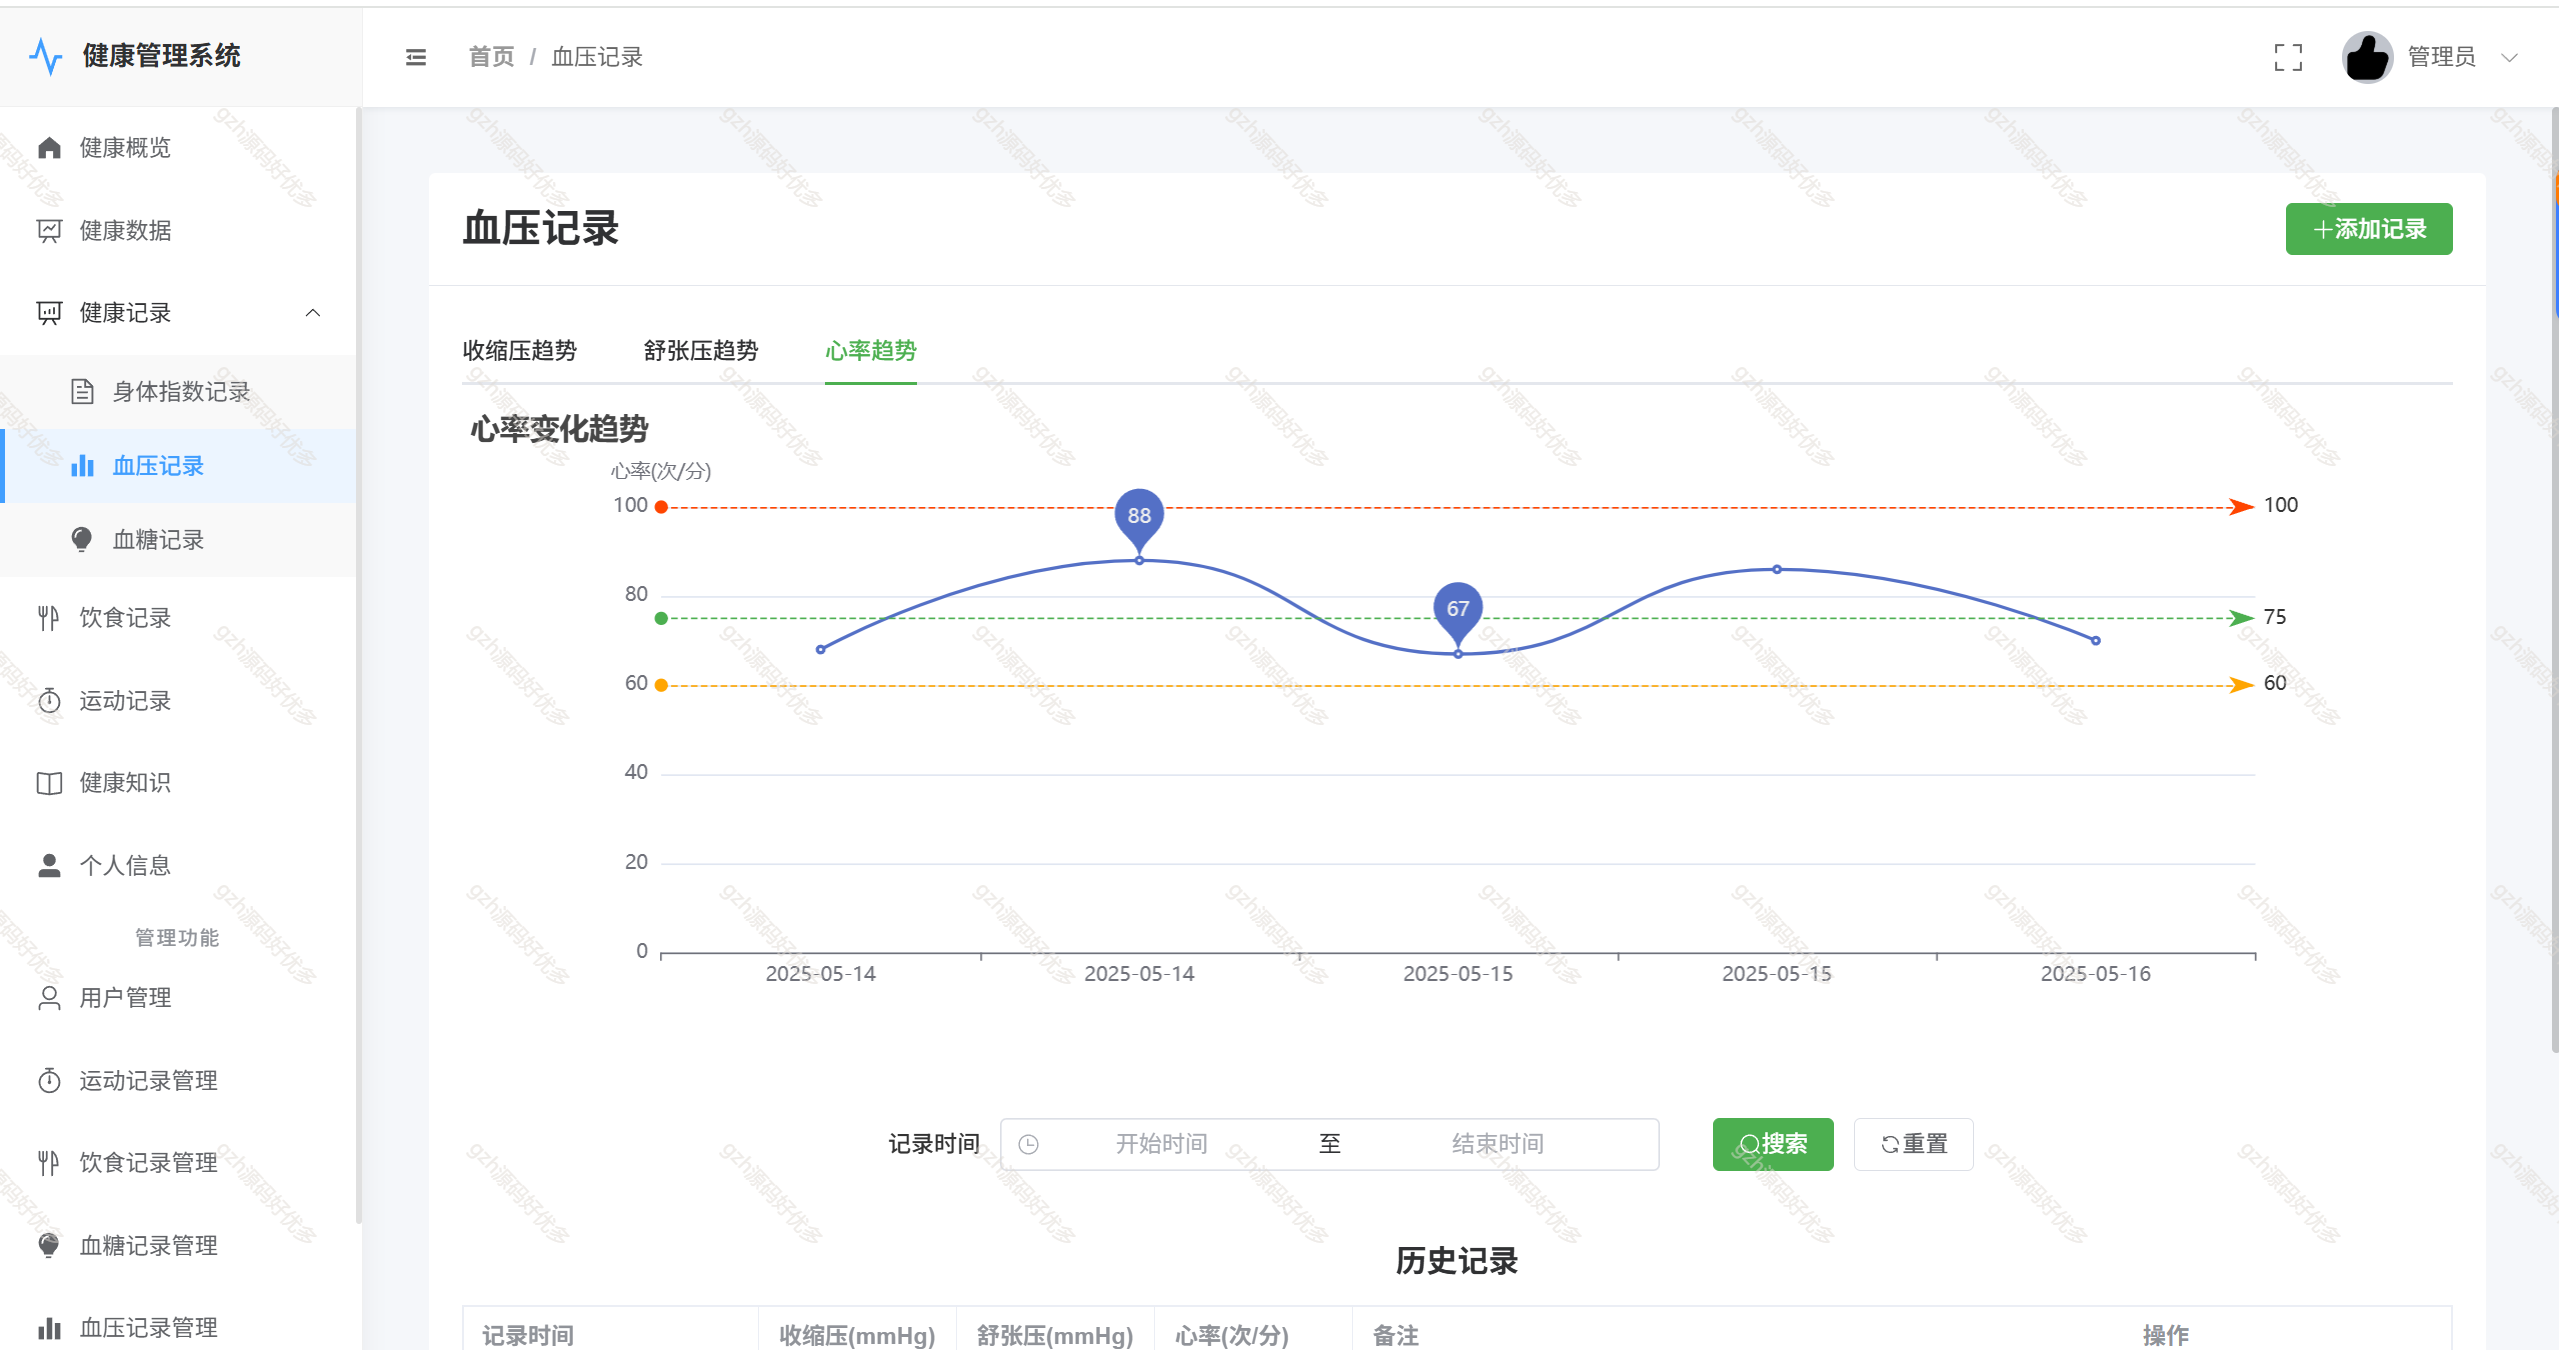 健康管理系统
首页 / 血压记录
管理员
健康概览
健康数据
健康记录
身体指数记录
血压记录
血糖记录
饮食记录
运动记录
健康知识
个人信息
管理功能
用户管理
运动记录管理
饮食记录管理
血糖记录管理
血压记录管理
血压记录
添加记录
收缩压趋势 舒张压趋势 心率趋势
心率变化趋势
心率(次/分)
100
80
60
40
20
0
88
67
100
75
60
2025-05-14 2025-05-14 2025-05-15 2025-05-15 2025-05-16
记录时间 开始时间 至 结束时间 搜索 重置
历史记录
记录时间 收缩压(mmHg) 舒张压(mmHg) 心率(次/分) 备注 操作
gzh源码好优多